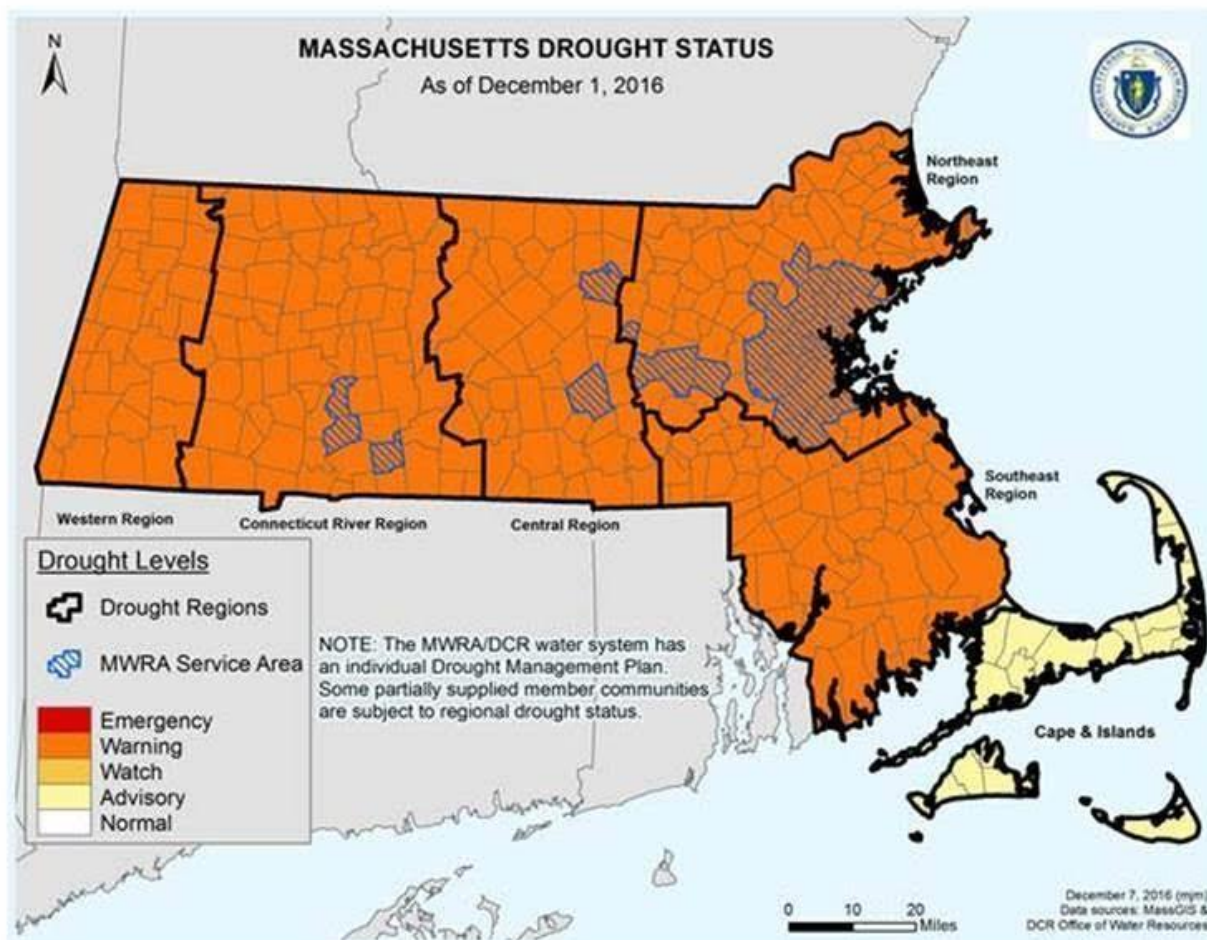 N
MASSACHUSETTS DROUGHT STATUS
As of December 1, 2016
Northeast
Region
Southeast
Region
Western Region
Connecticut River Region
Central Region
Cape & Islands
Drought Levels
Drought Regions
MWRA Service Area
Emergency
Warning
Watch
Advisory
Normal
NOTE: The MWRA/DCR water system has
an individual Drought Management Plan.
Some partially supplied member communities
are subject to regional drought status.
0 10 20
Miles
December 7, 2016 (mjm)
Data sources: MassGIS &
DCR Office of Water Resources